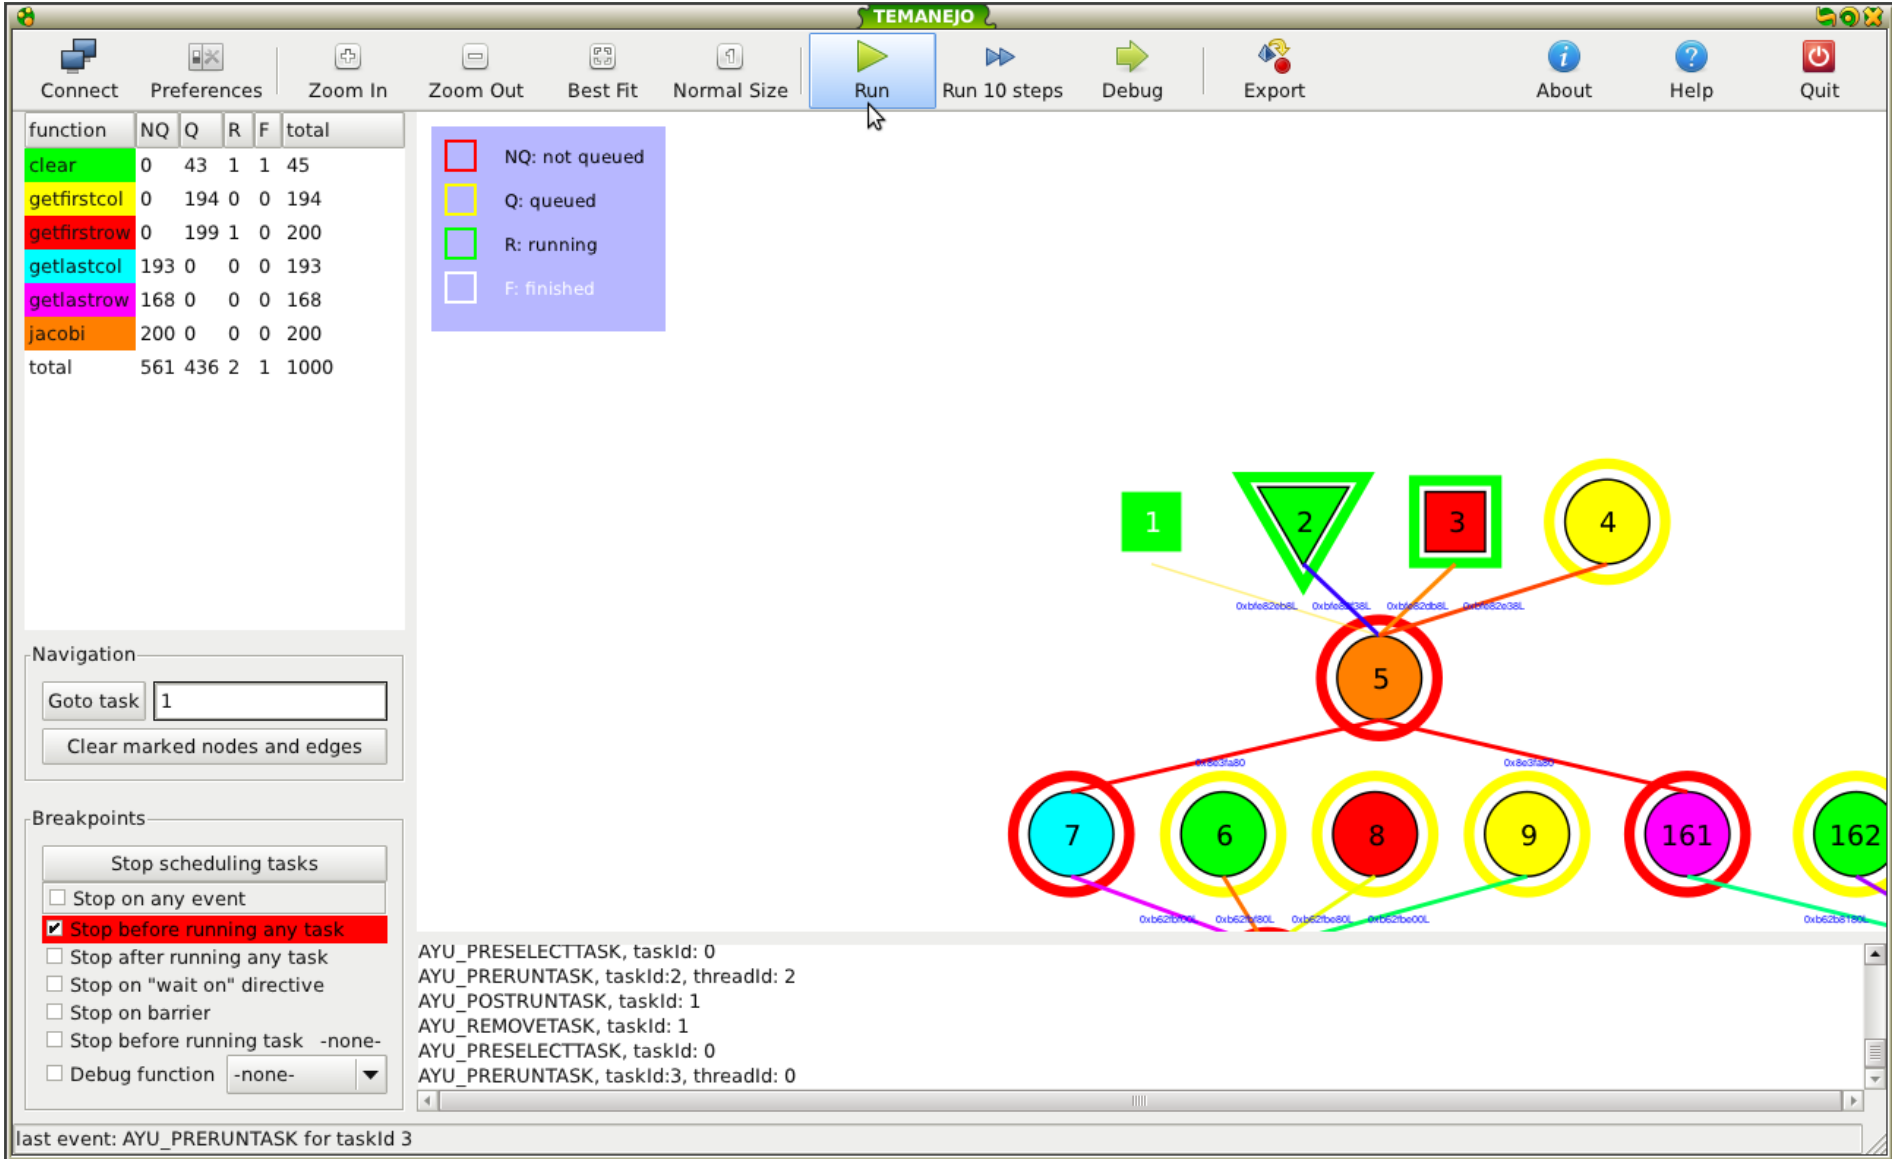 TEMANEJO
Connect Preferences Zoom In Zoom Out Best Fit Normal Size Run Run 10 steps Debug Export About Help Quit
function NQ Q R F total
clear 0 43 1 1 45
getfirstcol 0 194 0 0 194
getfirstrow 0 199 1 0 200
getlastcol 193 0 0 0 193
getlastrow 168 0 0 0 168
jacobi 200 0 0 0 200
total 561 436 2 1 1000
NQ: not queued
Q: queued
R: running
F: finished
1 2 3 4
0xbfe82eb8L 0xbfe82db8L 0xbfe82e38L
5
0x8e3fa80 0x8e3fa80
7 6 8 9 161 162
0xb62fbe80L 0xb62fbe00L 0xb62b8180L
Navigation
Goto task 1
Clear marked nodes and edges
Breakpoints
Stop scheduling tasks
Stop on any event
Stop before running any task
Stop after running any task
Stop on "wait on" directive
Stop on barrier
Stop before running task -none-
Debug function -none-
AYU_PRESELECTTASK, taskId: 0
AYU_PRERUNTASK, taskId:2, threadId: 2
AYU_POSTRUNTASK, taskId: 1
AYU_REMOVETASK, taskId: 1
AYU_PRESELECTTASK, taskId: 0
AYU_PRERUNTASK, taskId:3, threadId: 0
last event: AYU_PRERUNTASK for taskId 3